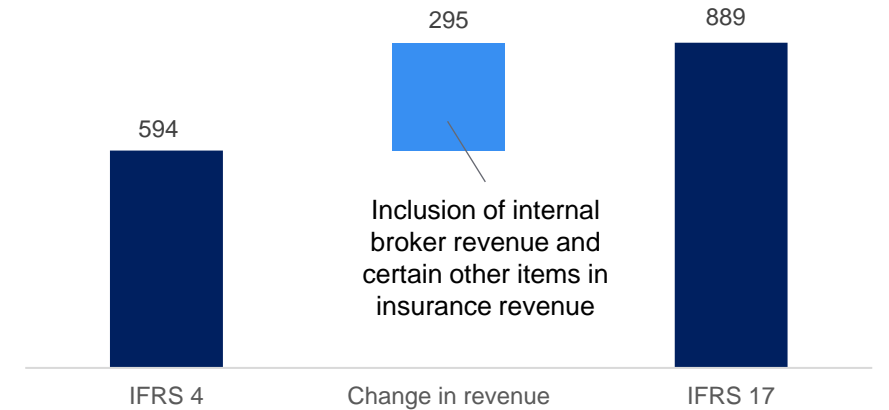 295
889
594
Inclusion of internal
broker revenue and
certain other items in
insurance revenue
IFRS 4
Change in revenue
IFRS 17